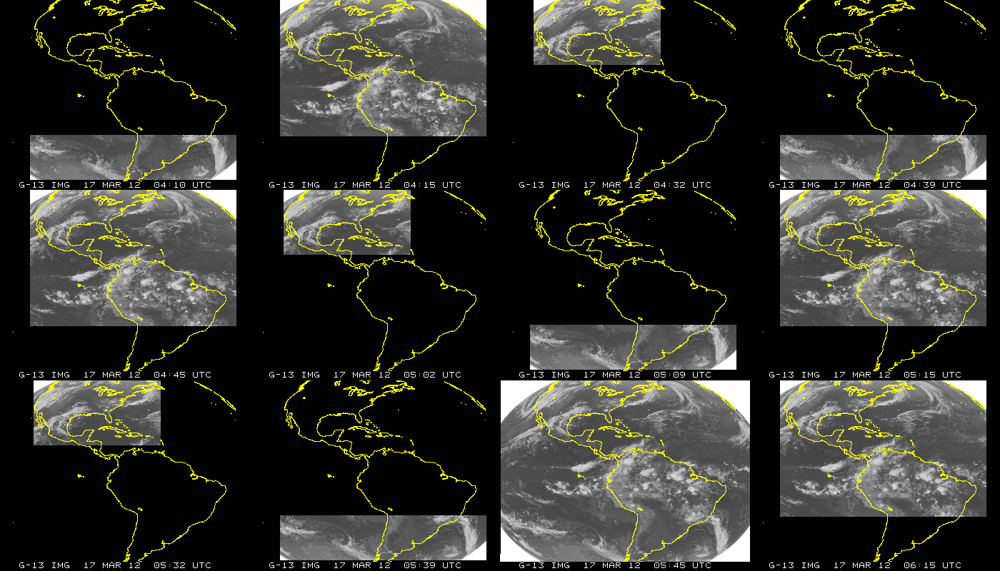 G-13 IMG 17 MAR 12 04:10 UTC
G-13 IMG 17 MAR 12 04:15 UTC
G-13 IMG 17 MAR 12 04:32 UTC
G-13 IMG 17 MAR 12 04:39 UTC
G-13 IMG 17 MAR 12 04:45 UTC
G-13 IMG 17 MAR 12 05:02 UTC
G-13 IMG 17 MAR 12 05:09 UTC
G-13 IMG 17 MAR 12 05:15 UTC
G-13 IMG 17 MAR 12 05:32 UTC
G-13 IMG 17 MAR 12 05:39 UTC
G-13 IMG 17 MAR 12 05:45 UTC
G-13 IMG 17 MAR 12 06:15 UTC